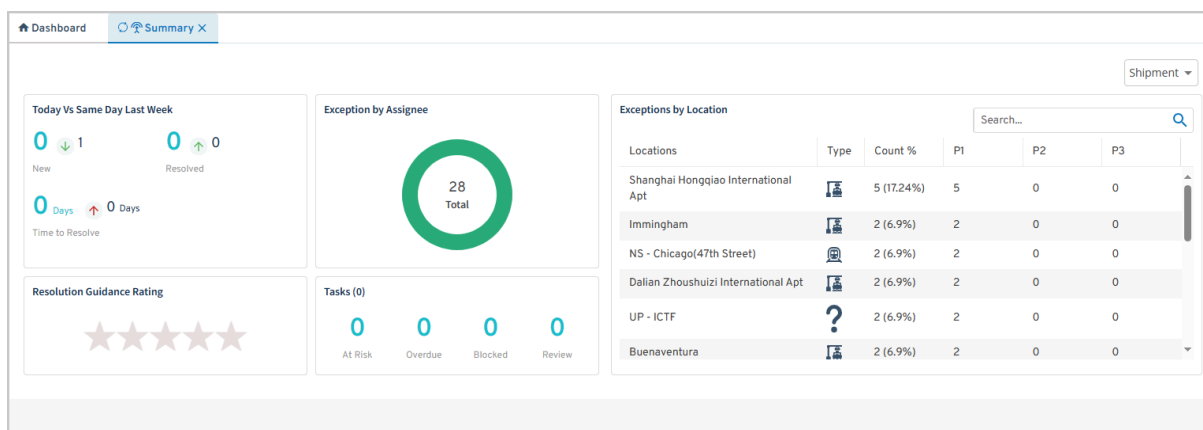 Dashboard
Summary
Shipment
Today Vs Same Day Last Week
0 1
0 0
New
Resolved
0 Days 0 Days
Time to Resolve
Exception by Assignee
28
Total
Exceptions by Location
Search...
Locations Type Count % P1 P2 P3
Shanghai Hongqiao International
Apt
5 (17.24%) 5 0 0
Immingham 2 (6.9%) 2 0 0
NS - Chicago(47th Street) 2 (6.9%) 2 0 0
Dalian Zhoushuizi International Apt 2 (6.9%) 2 0 0
UP - ICTF ? 2 (6.9%) 2 0 0
Buenaventura 2 (6.9%) 2 0 0
Resolution Guidance Rating
Tasks (0)
0 0 0 0
At Risk Overdue Blocked Review